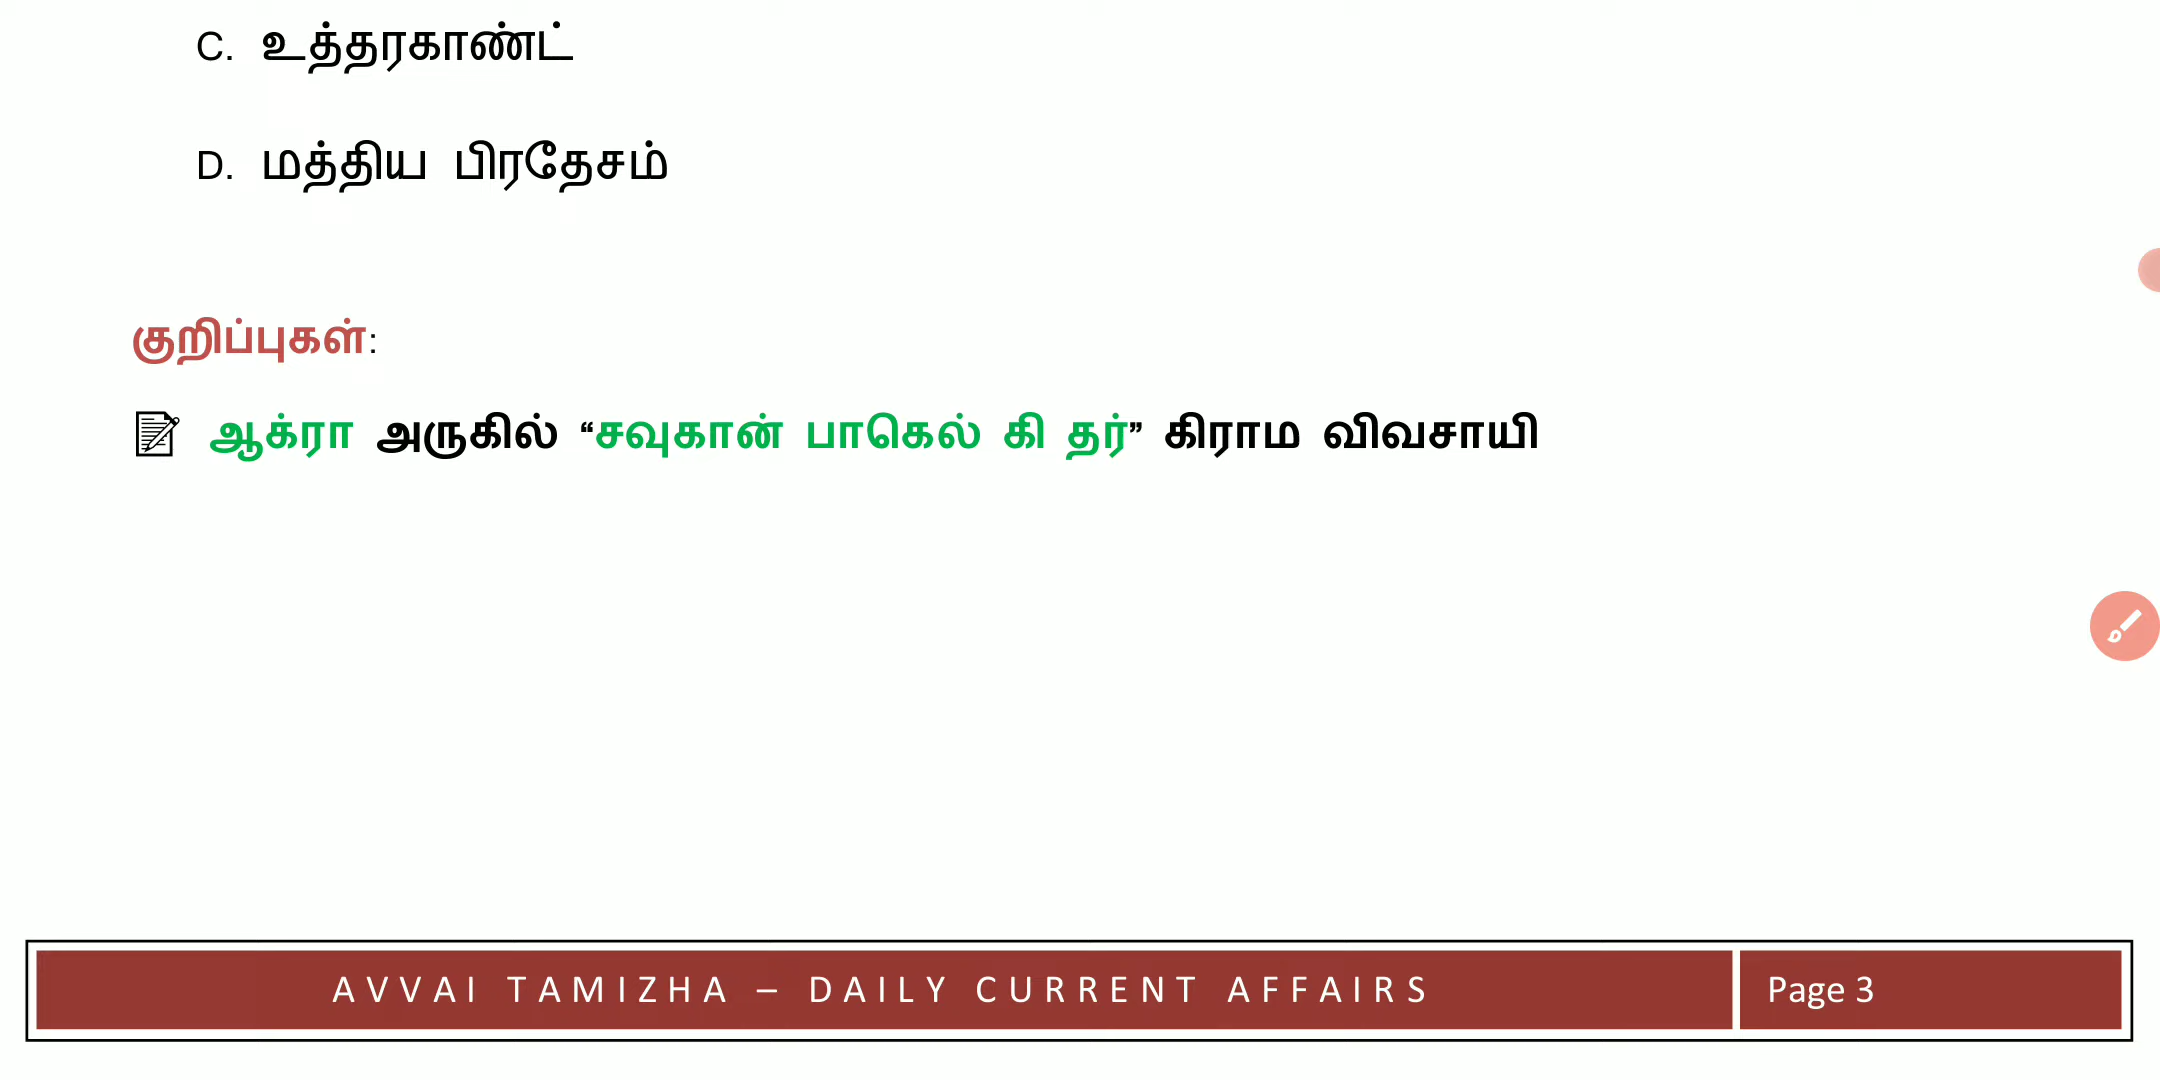 C. உத்தரகாண்ட்
D. மத்திய பிரதேசம்
குறிப்புகள்:
ஆக்ரா அருகில் “சவுகான் பாகெல் கி தர்” கிராம விவசாயி
AVVAI TAMIZHA – DAILY CURRENT AFFAIRS Page 3